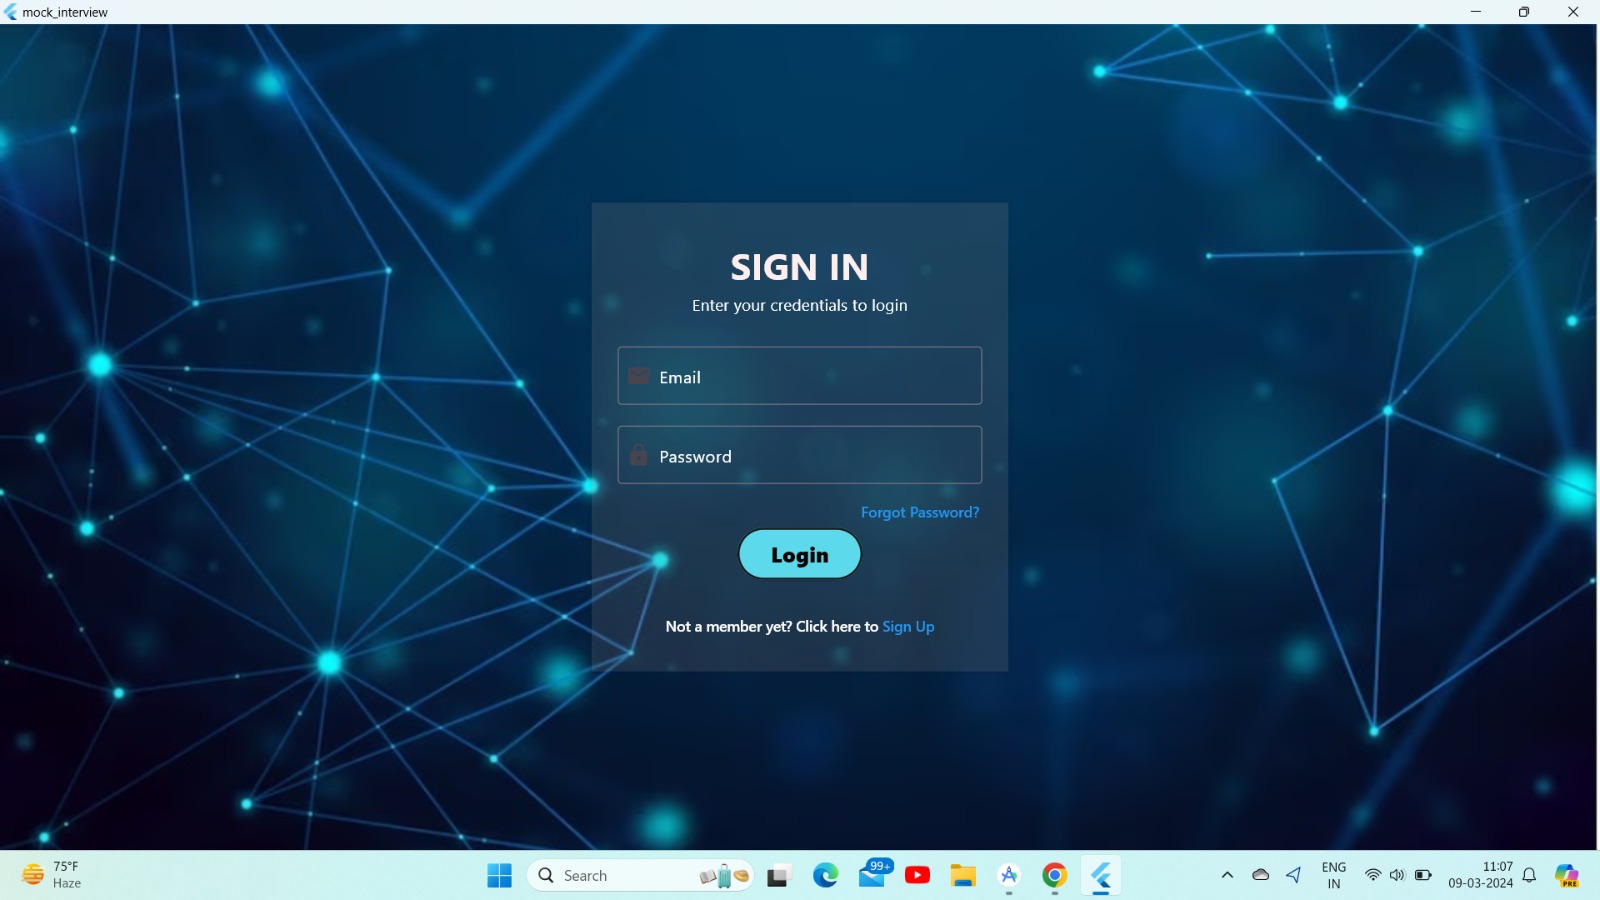 mock_interview
SIGN IN
Enter your credentials to login
Email
Password
Forgot Password?
Login
Not a member yet? Click here to Sign Up
75°F
Haze
Search
99+
ENG
IN
11:07
09-03-2024
PRE